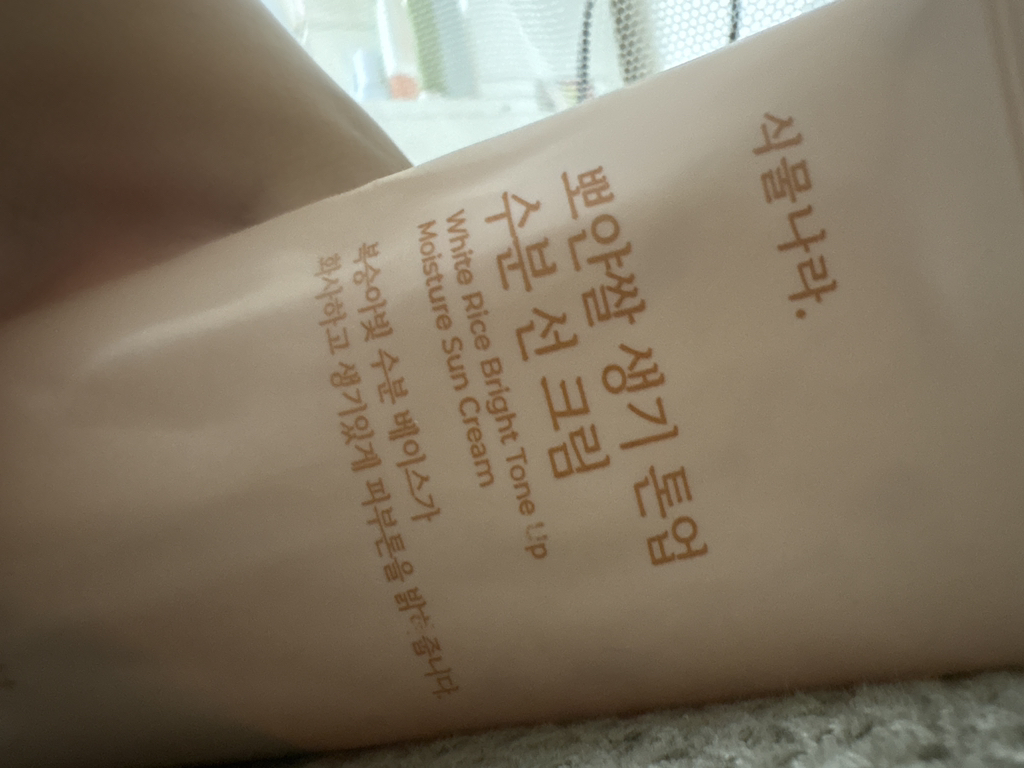 식물나라.
뽀얀쌀 생기 톤업
수분 선 크림
White Rice Bright Tone Up
Moisture Sun Cream
복숭아빛 수분 베이스가
화사하고 생기있게 피부톤을 밝혀줍니다